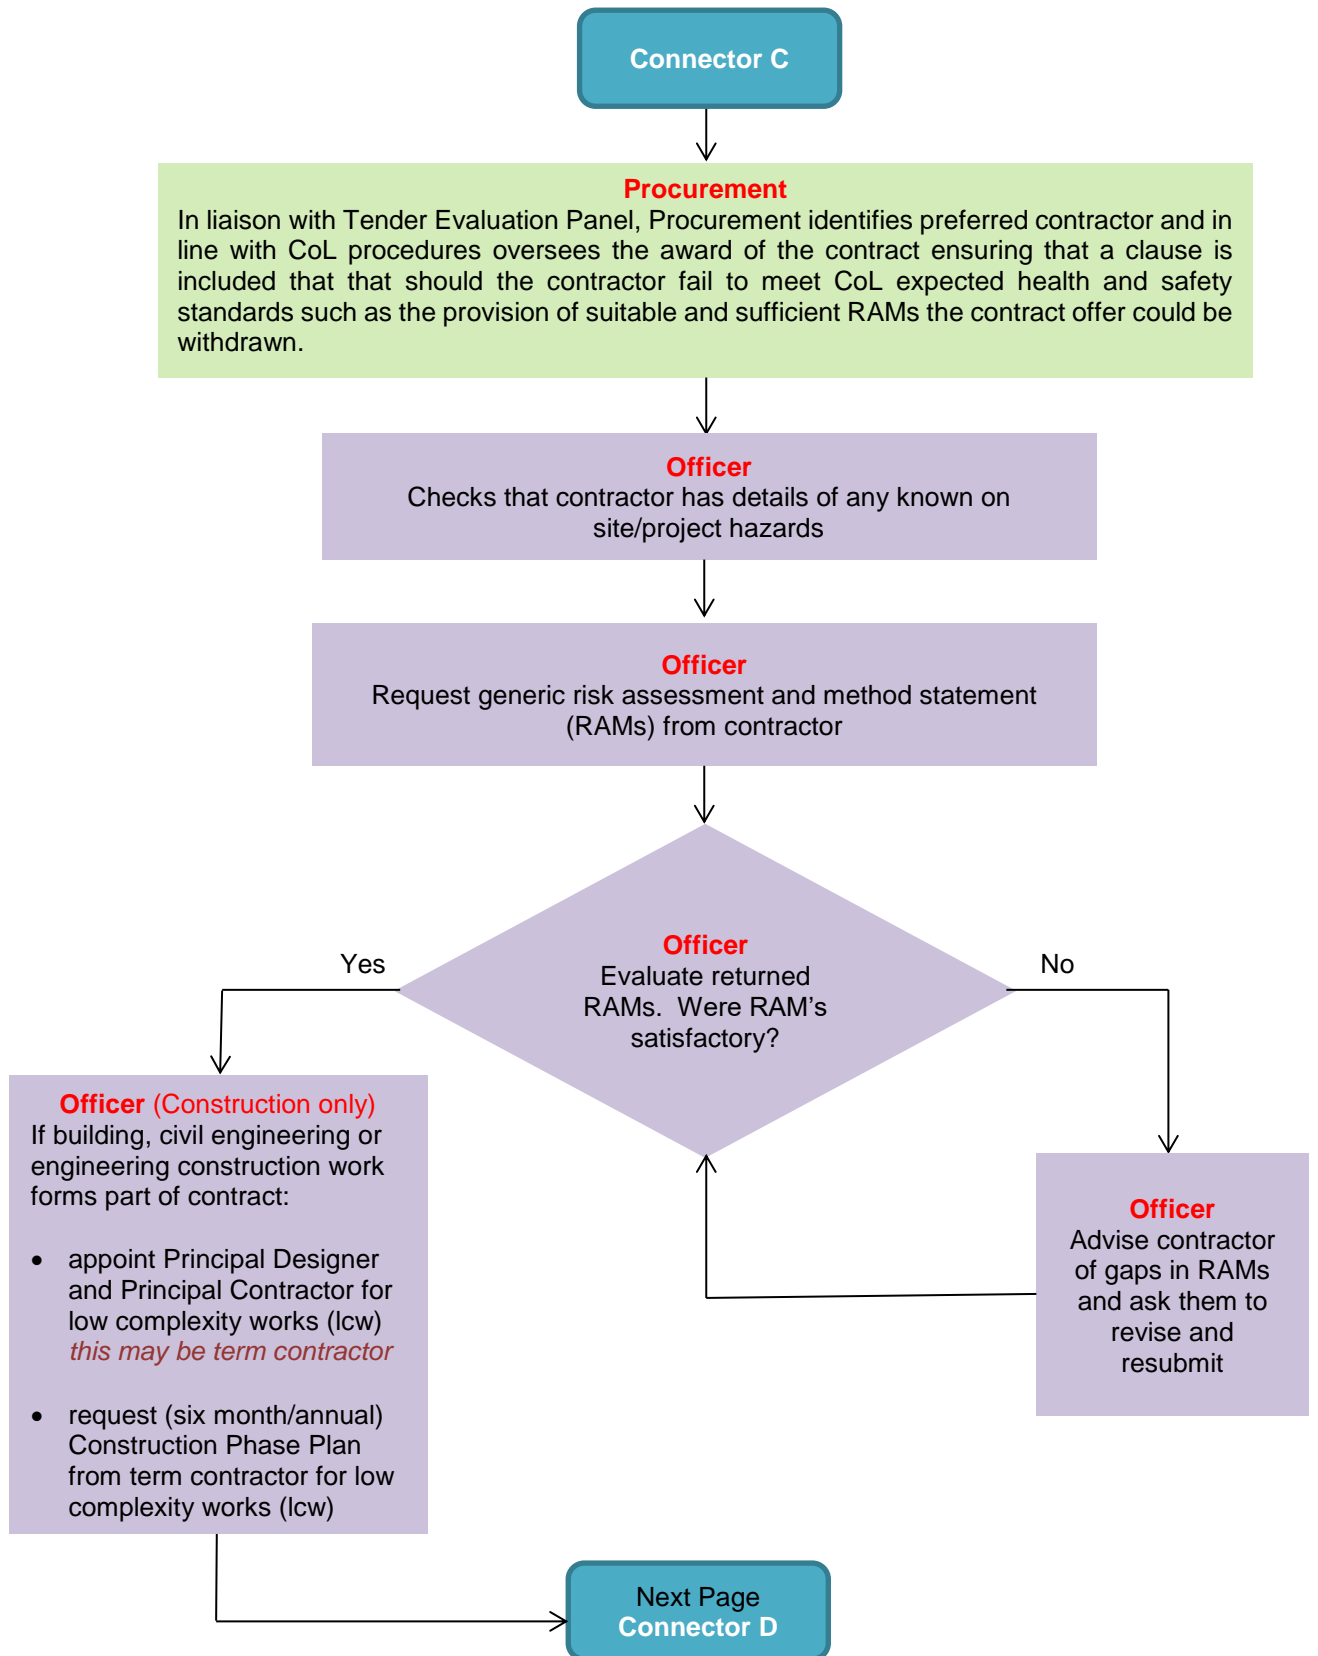 Connector C
Procurement
In liaison with Tender Evaluation Panel, Procurement identifies preferred contractor and in
line with CoL procedures oversees the award of the contract ensuring that a clause is
included that that should the contractor fail to meet CoL expected health and safety
standards such as the provision of suitable and sufficient RAMs the contract offer could be
withdrawn.
Officer
Checks that contractor has details of any known on
site/project hazards
Officer
Request generic risk assessment and method statement
(RAMs) from contractor
Officer
Evaluate returned
RAMs.  Were RAM’s
satisfactory?
Yes
No
Officer (Construction only)
If building, civil engineering or
engineering construction work
forms part of contract:
• appoint Principal Designer
and Principal Contractor for
low complexity works (lcw)
this may be term contractor
• request (six month/annual)
Construction Phase Plan
from term contractor for low
complexity works (lcw)
Officer
Advise contractor
of gaps in RAMs
and ask them to
revise and
resubmit
Next Page
Connector D